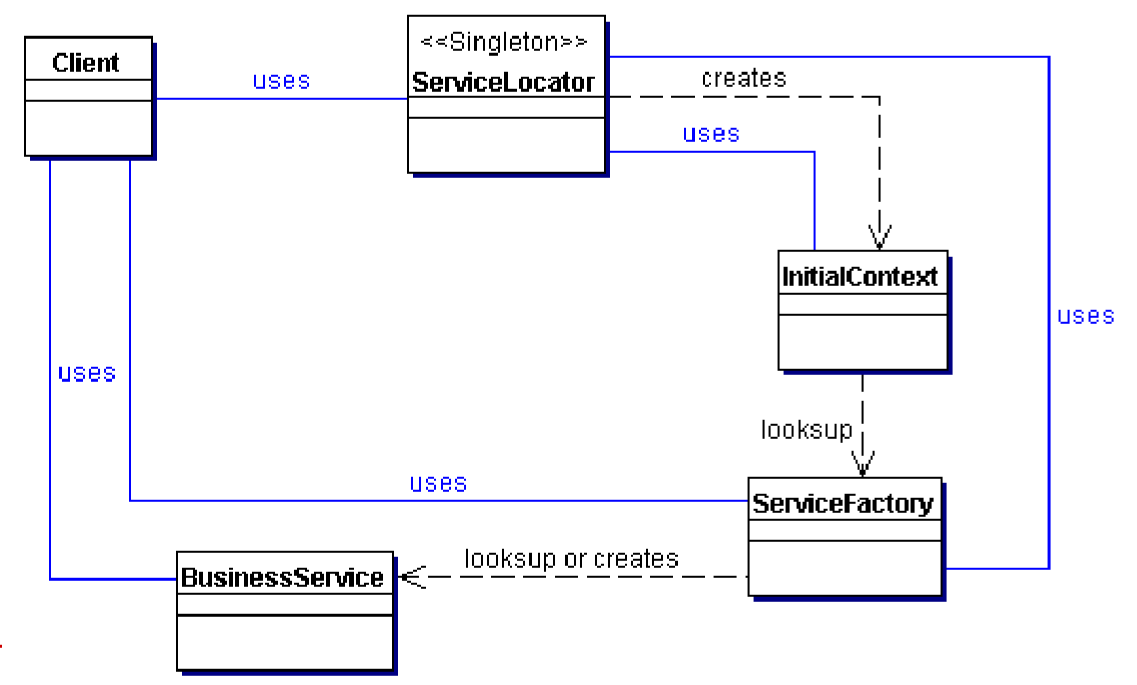 <<Singleton>>
Client
ServiceLocator
uses
creates
uses
InitialContext
uses
uses
looksup
uses
ServiceFactory
looksup or creates
BusinessService